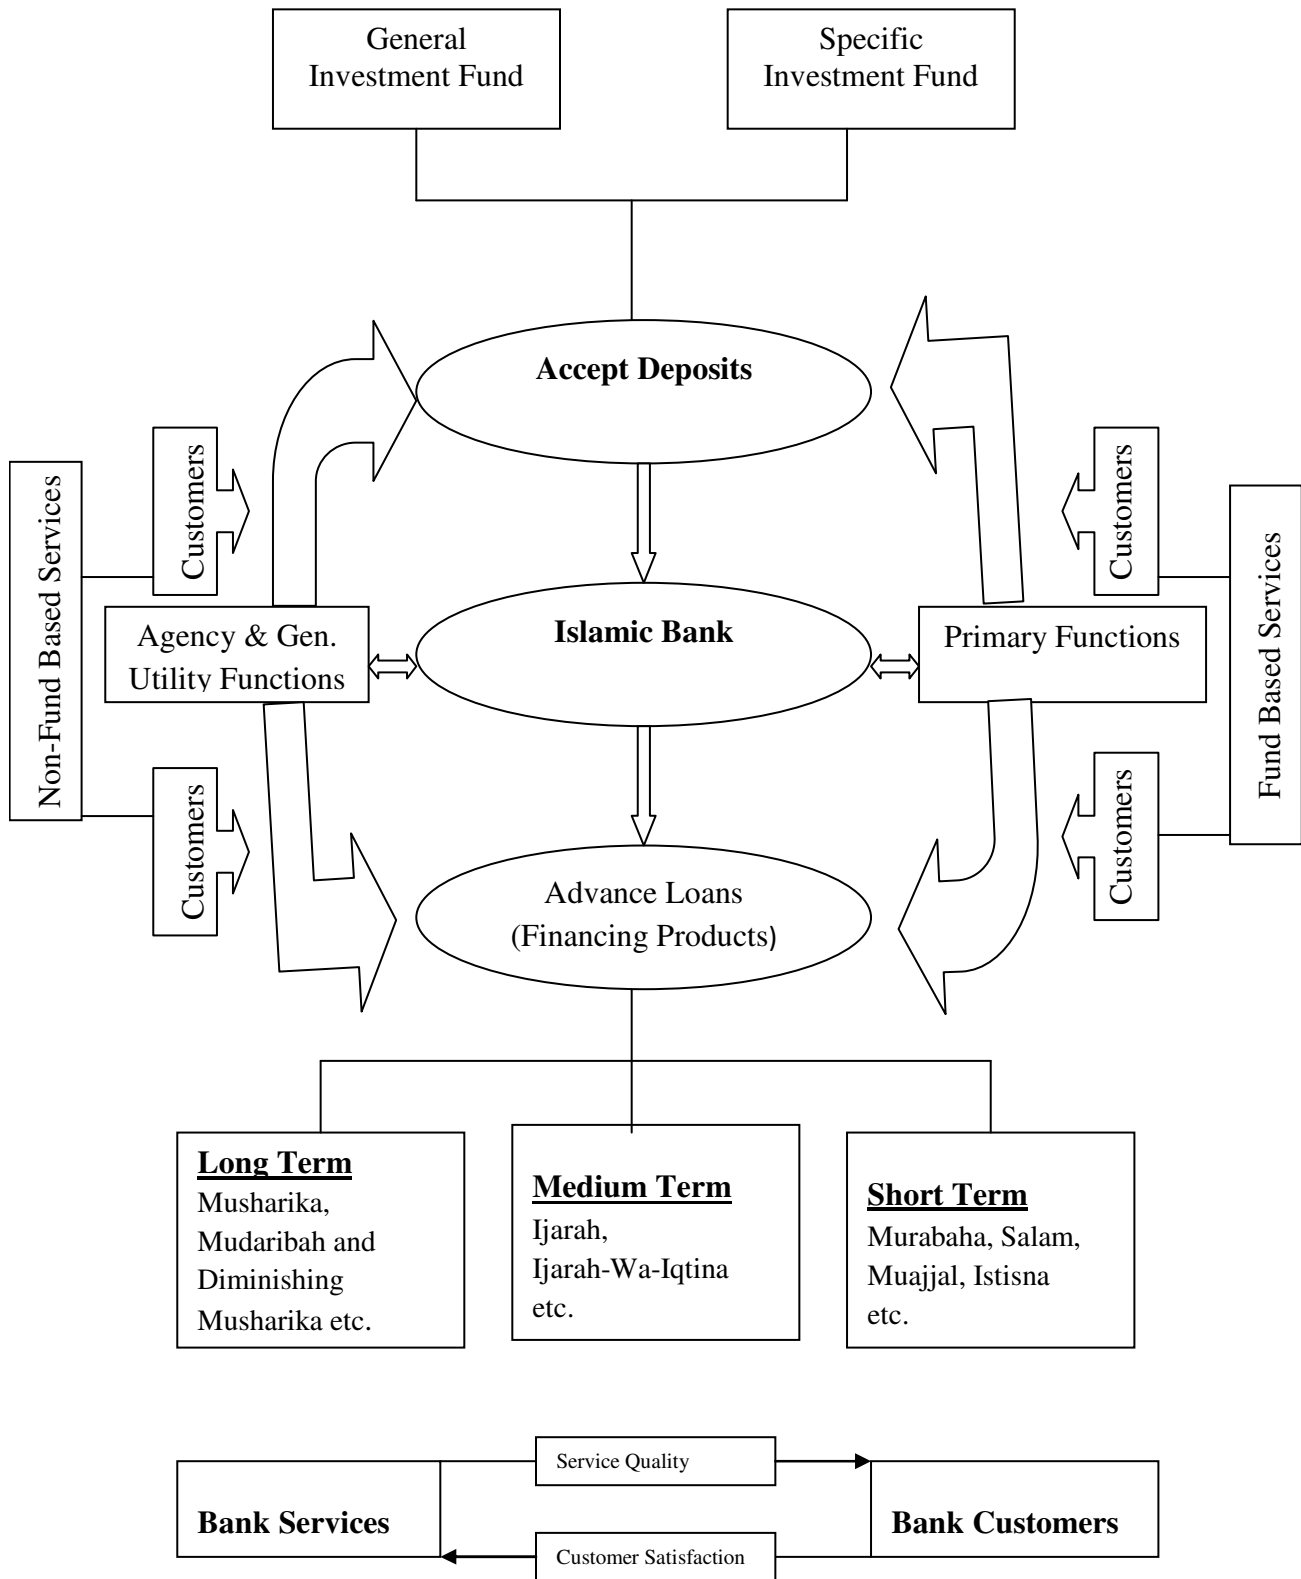 General
Investment Fund
Specific
Investment Fund
Accept Deposits
Non-Fund Based Services
Customers
Customers
Fund Based Services
Agency & Gen.
Utility Functions
Islamic Bank
Primary Functions
Customers
Customers
Advance Loans
(Financing Products)
Long Term
Musharika,
Mudaribah and
Diminishing
Musharika etc.
Medium Term
Ijarah,
Ijarah-Wa-Iqtina
etc.
Short Term
Murabaha, Salam,
Muajjal, Istisna
etc.
Service Quality
Bank Services
Bank Customers
Customer Satisfaction